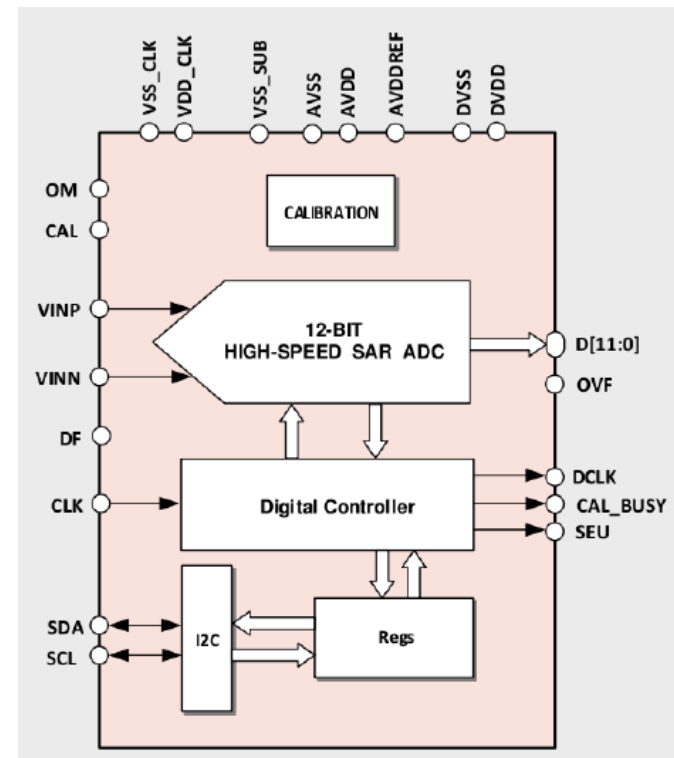 VSS_CLK
VDD_CLK
VSS_SUB
AVSS
AVDD
AVDDREF
DVSS
DVDD
OM
CALIBRATION
CAL
VINP
12-BIT
HIGH-SPEED SAR ADC
D[11:0]
VINN
OVF
DF
DCLK
CLK
Digital Controller
CAL_BUSY
SEU
SDA
I2C
Regs
SCL